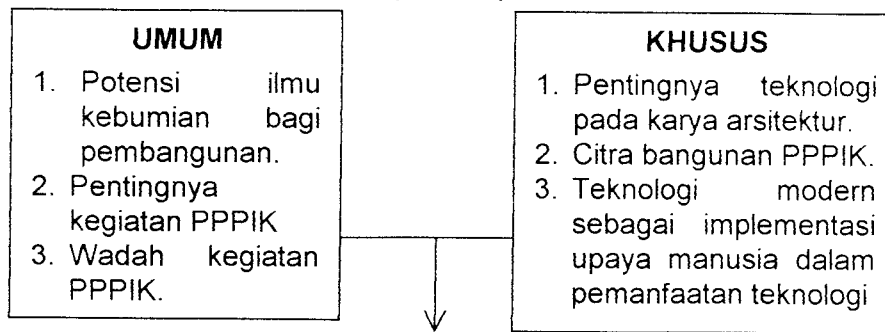 UMUM
1. Potensi ilmu
kebumian bagi
pembangunan.
2. Pentingnya
kegiatan PPPIK
3. Wadah kegiatan
PPPIK.
KHUSUS
1. Pentingnya teknologi
pada karya arsitektur.
2. Citra bangunan PPPIK.
3. Teknologi modern
sebagai implementasi
upaya manusia dalam
pemanfaatan teknologi